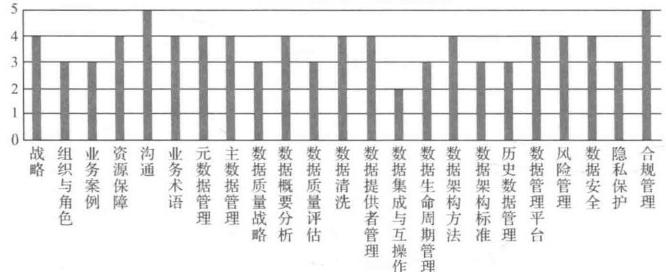 5
4
3
2
1
0
战略
组织与角色
业务案例
资源保障
沟通
业务术语
元数据管理
主数据管理
数据质量战略
数据概要分析
数据质量评估
数据清洗
数据提供者管理
数据集成与互操作
数据生命周期管理
数据架构方法
数据架构标准
历史数据管理
数据管理平台
风险管理
数据安全
隐私保护
合规管理